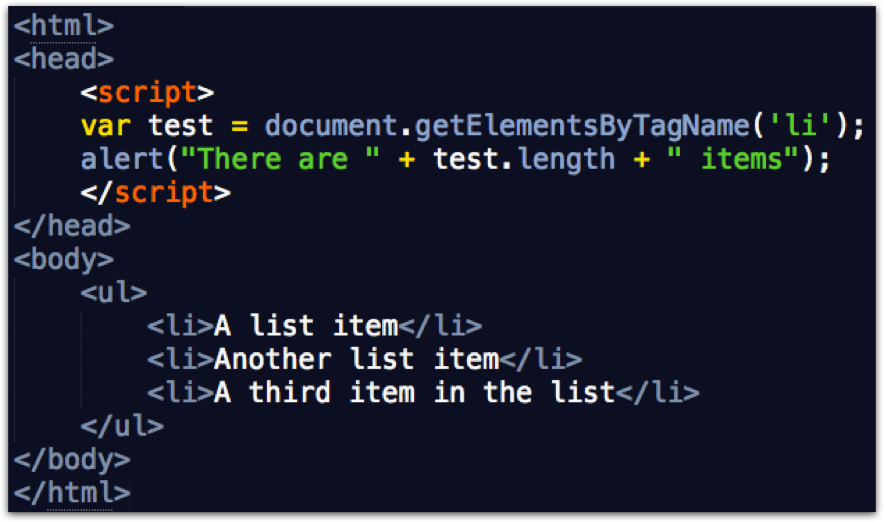 <html>
<head>
    <script>
    var test = document.getElementsByTagName('li');
    alert("There are " + test.length + " items");
    </script>
</head>
<body>
    <ul>
        <li>A list item</li>
        <li>Another list item</li>
        <li>A third item in the list</li>
    </ul>
</body>
</html>